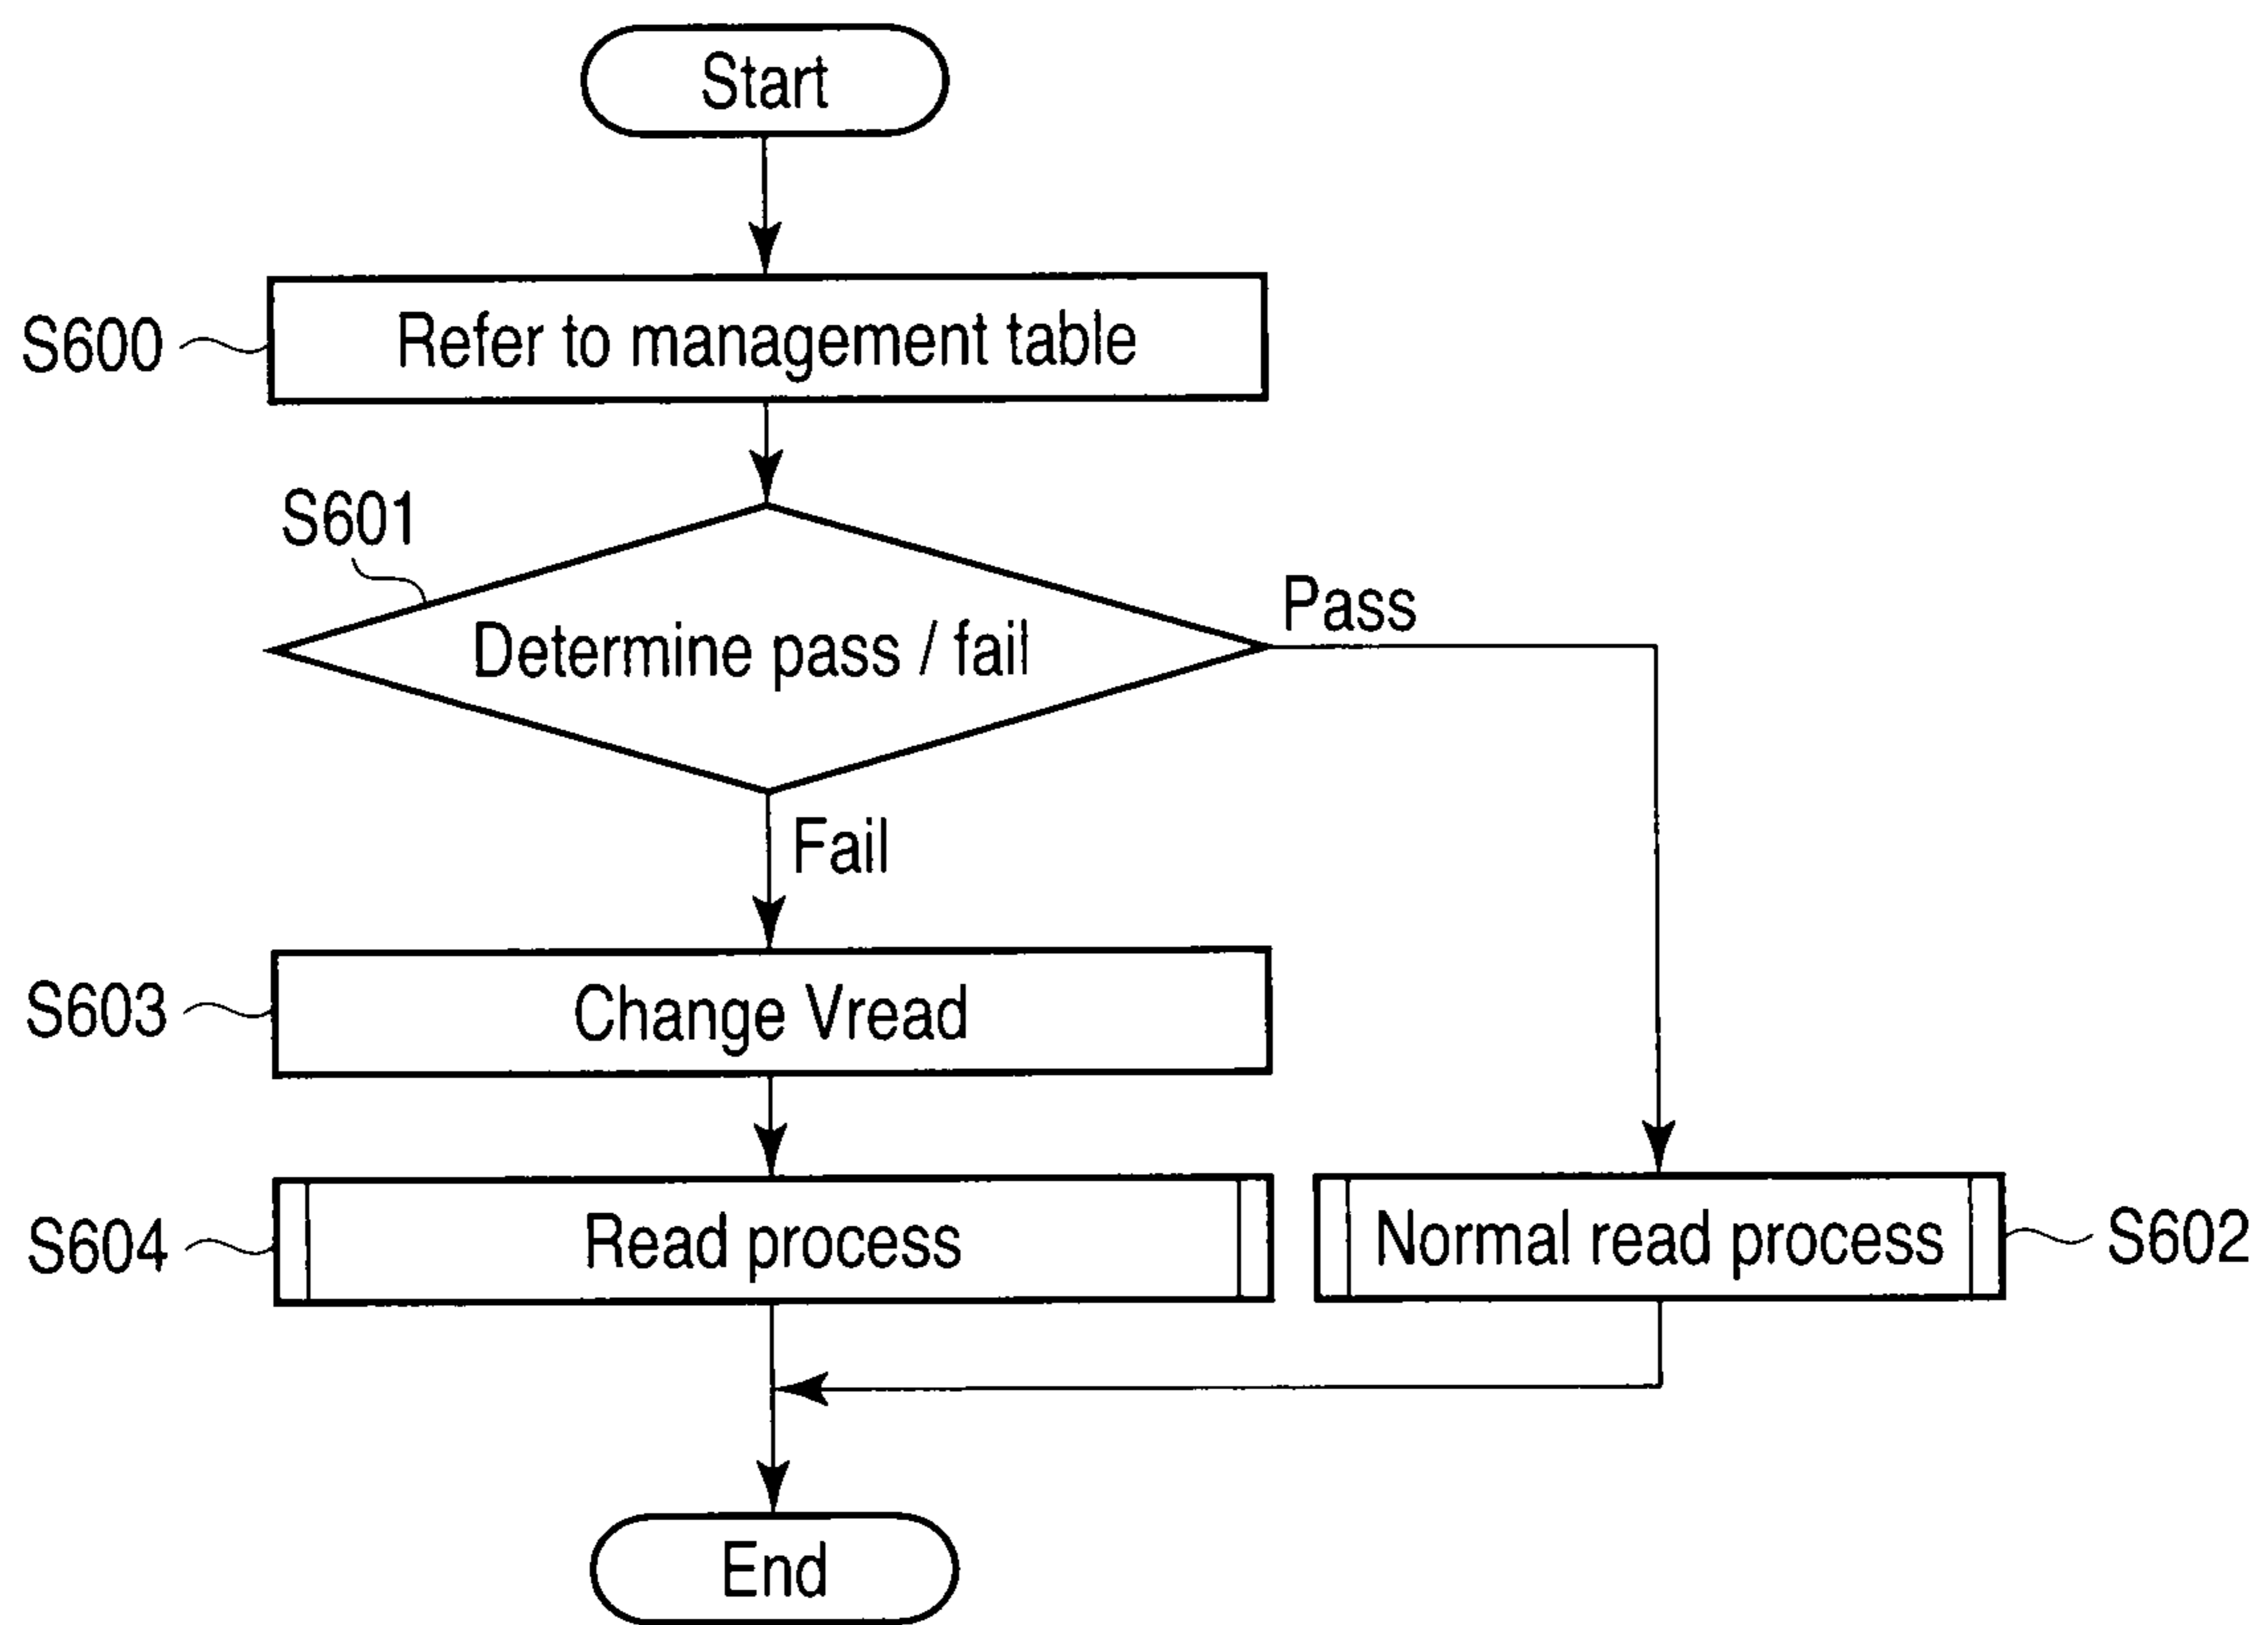 Start
S600
Refer to management table
S601
Determine pass / fail
Pass
Fail
S603
Change Vread
S604
Read process
Normal read process
S602
End